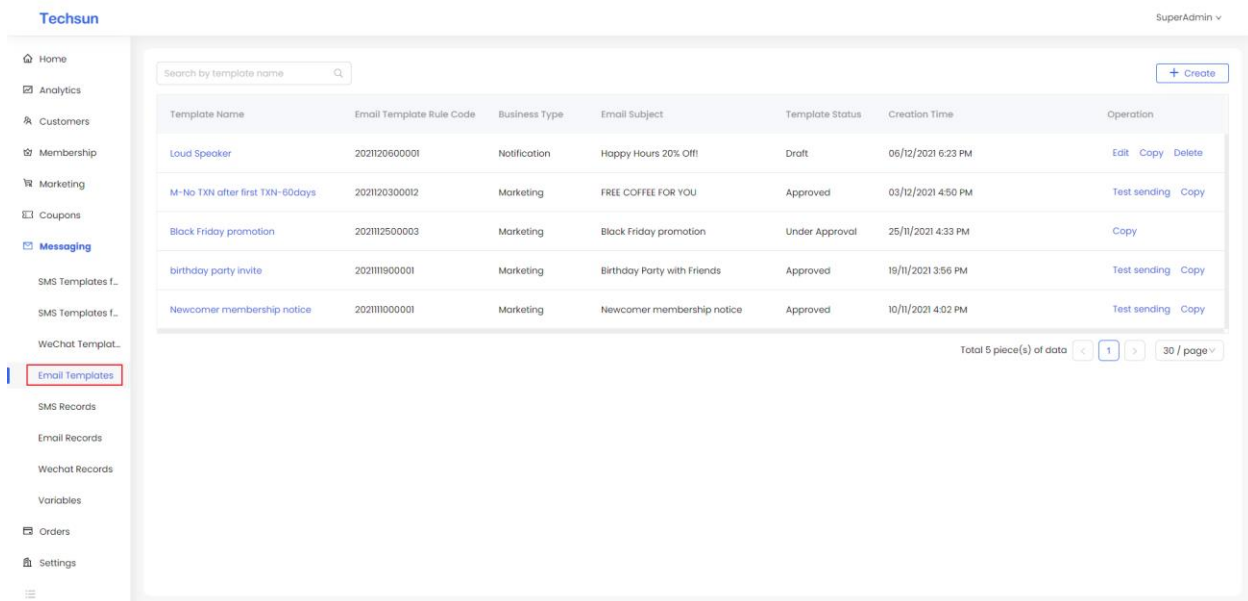 Techsun
SuperAdmin
Home
Analytics
Customers
Membership
Marketing
Coupons
Messaging
SMS Templates f...
SMS Templates f...
WeChat Templat...
Email Templates
SMS Records
Email Records
Wechat Records
Variables
Orders
Settings
Search by template name
+ Create
Template Name Email Template Rule Code Business Type Email Subject Template Status Creation Time Operation
Loud Speaker 2021120600001 Notification Happy Hours 20% Off! Draft 06/12/2021 6:23 PM Edit Copy Delete
M-No TXN after first TXN-60days 2021120300012 Marketing FREE COFFEE FOR YOU Approved 03/12/2021 4:50 PM Test sending Copy
Black Friday promotion 2021112500003 Marketing Black Friday promotion Under Approval 25/11/2021 4:33 PM Copy
birthday party invite 2021111900001 Marketing Birthday Party with Friends Approved 19/11/2021 3:56 PM Test sending Copy
Newcomer membership notice 2021111000001 Marketing Newcomer membership notice Approved 10/11/2021 4:02 PM Test sending Copy
Total 5 piece(s) of data < 1 > 30 / page